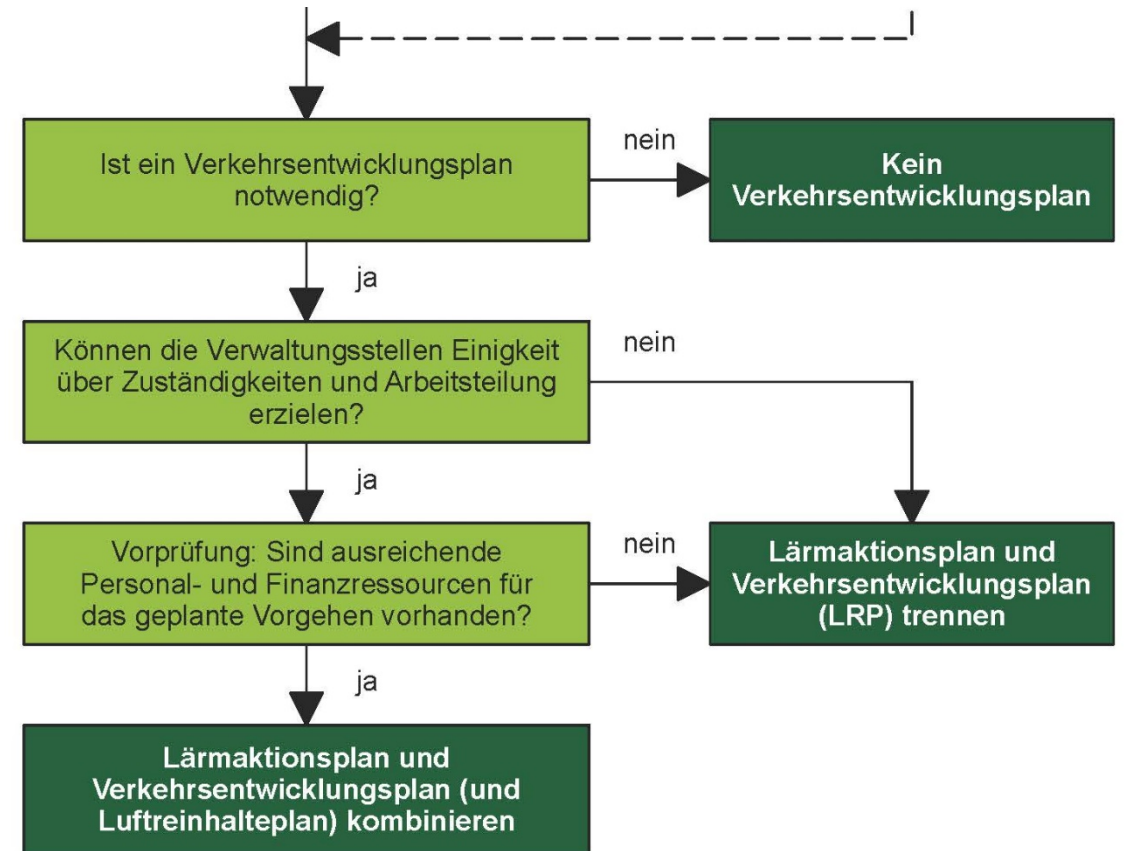 Ist ein Verkehrsentwicklungsplan
notwendig?
nein
Kein
Verkehrsentwicklungsplan
ja
Können die Verwaltungsstellen Einigkeit
über Zuständigkeiten und Arbeitsteilung
erzielen?
nein
ja
Vorprüfung: Sind ausreichende
Personal- und Finanzressourcen für
das geplante Vorgehen vorhanden?
nein
Lärmaktionsplan und
Verkehrsentwicklungsplan
(LRP) trennen
ja
Lärmaktionsplan und
Verkehrsentwicklungsplan (und
Luftreinhalteplan) kombinieren